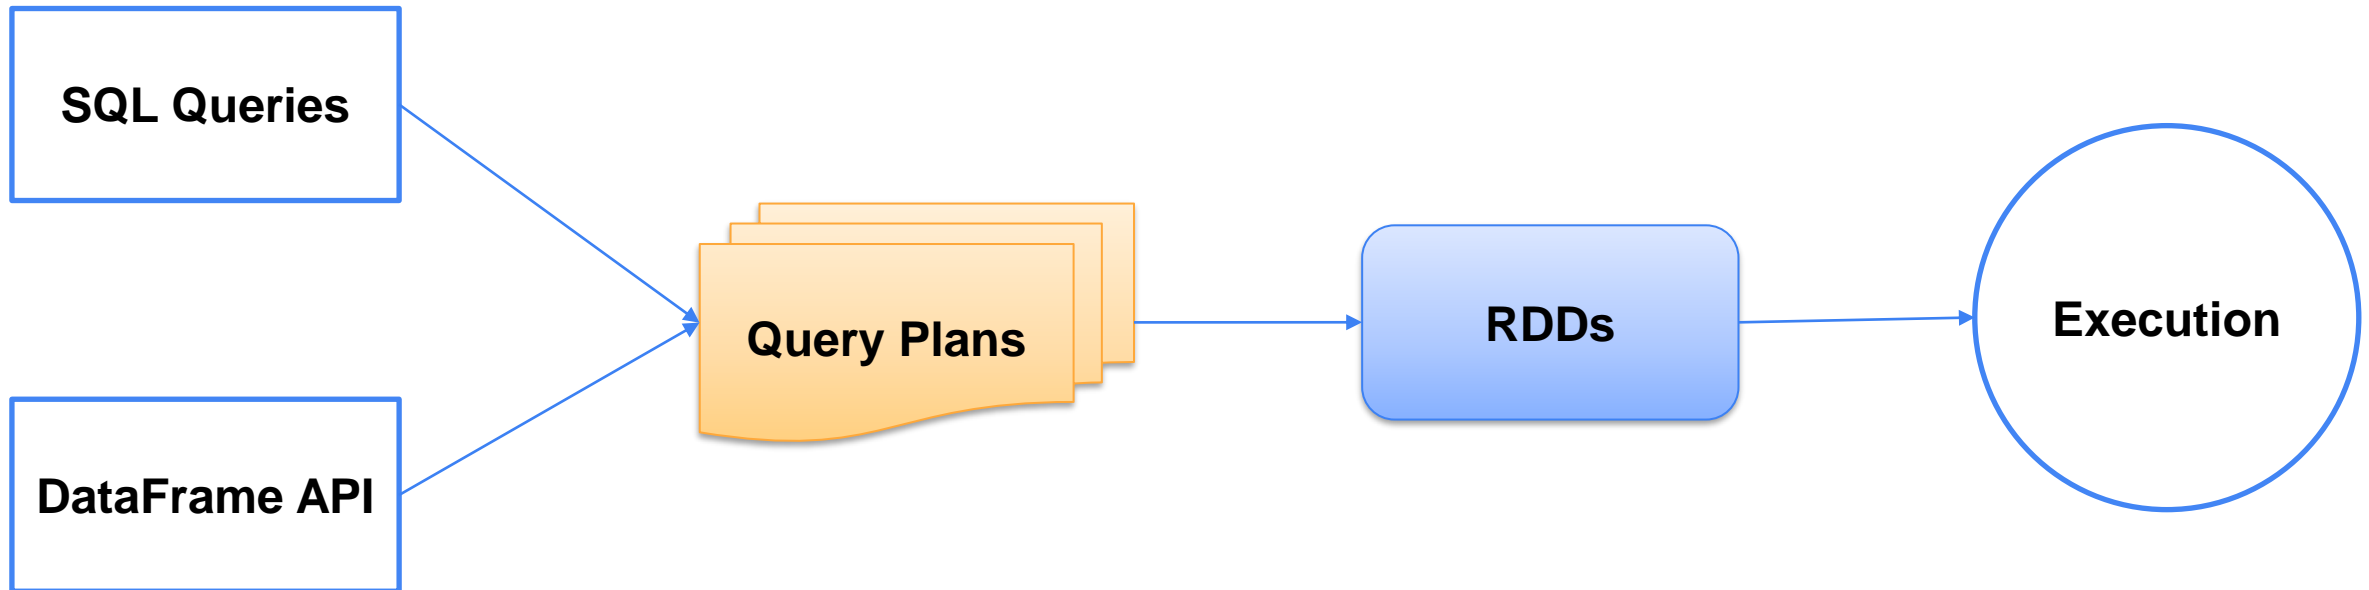 SQL Queries
DataFrame API
Query Plans
RDDs
Execution